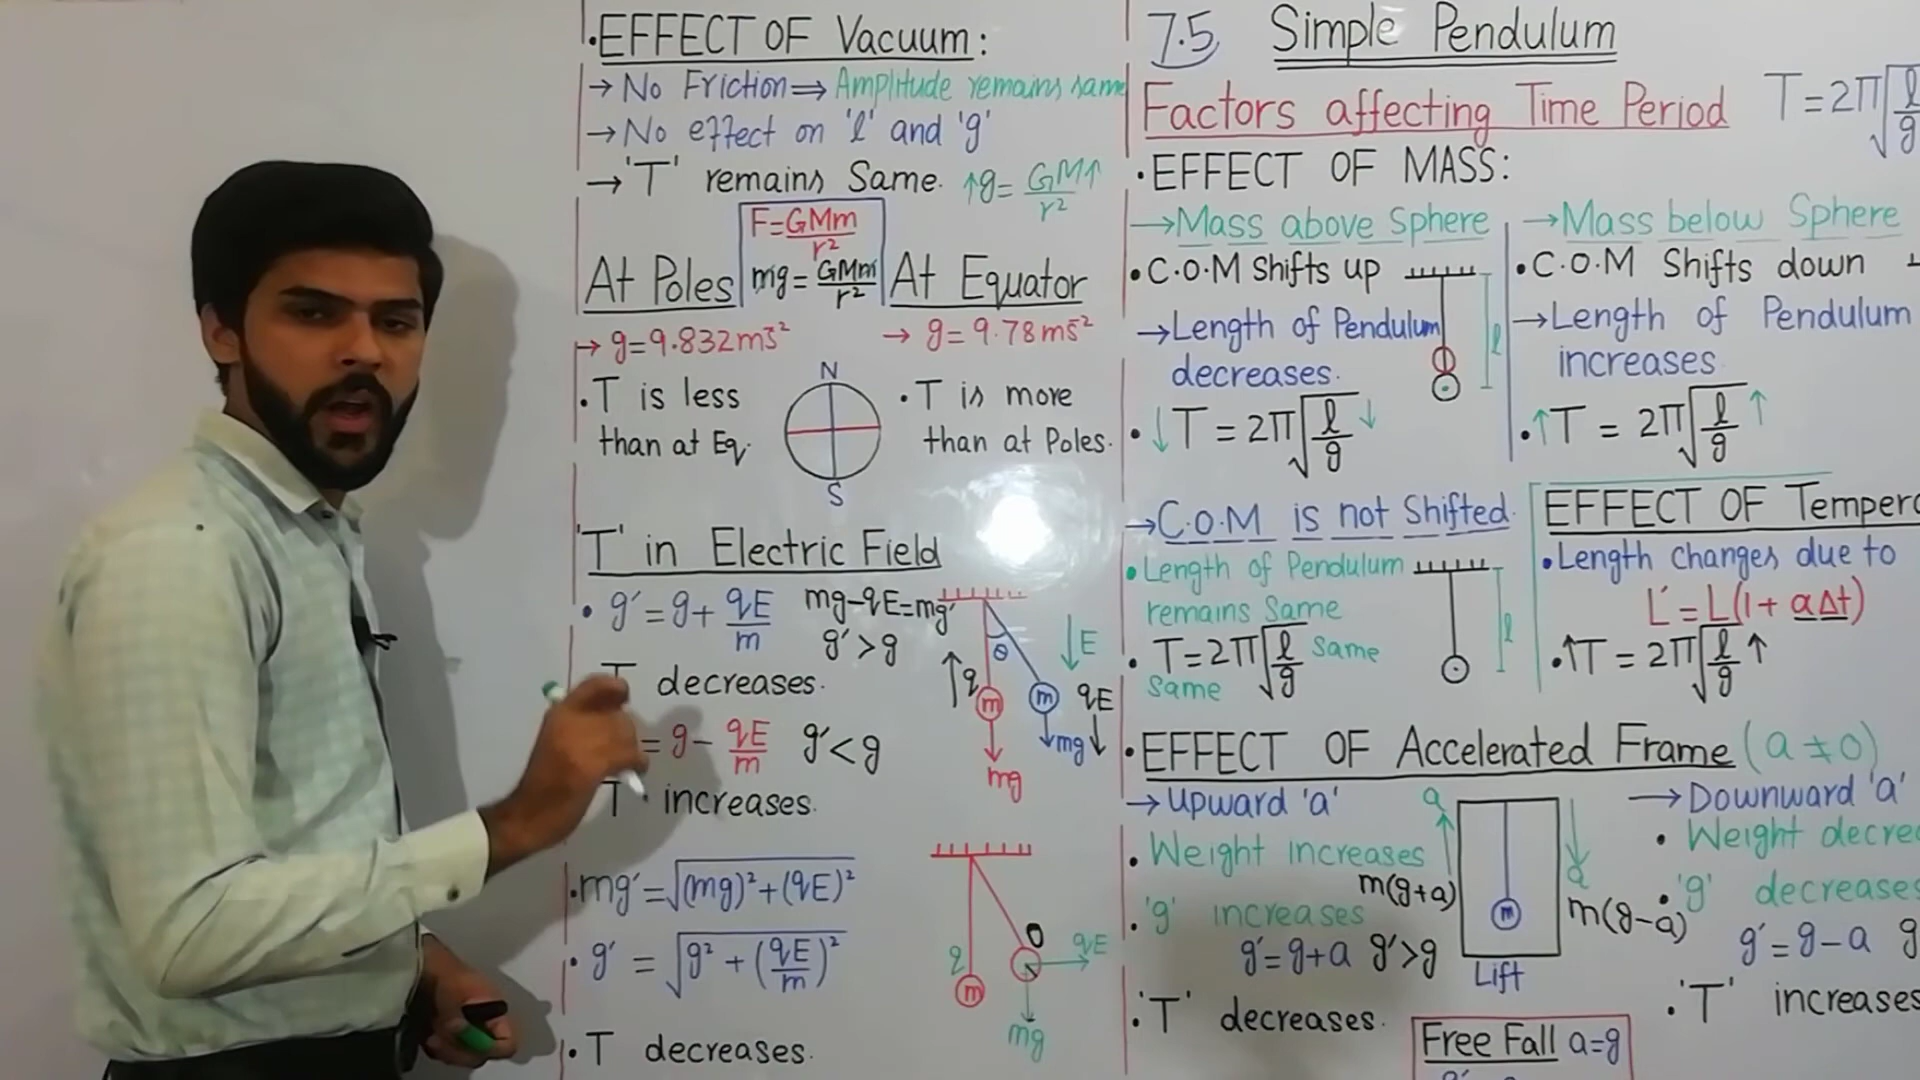 •EFFECT OF Vacuum:
→ No Friction ⇒ Amplitude remains same
→ No effect on 'l' and 'g'
→ 'T' remains Same. ↑g = GM↑/r²
F = GMm/r²
mg = GMm/r²
At Poles
→ g = 9.832 ms⁻²
• T is less
than at Eq.
At Equator
→ g = 9.78 ms⁻²
• T is more
than at Poles.
N
S
'T' in Electric Field
• g' = g + qE/m
mg - qE = mg'
g' > g
T decreases.
= g - qE/m g' < g
T increases.
θ
↓E
↑q
m
m
qE↓
mg
mg
• mg' = √(mg)² + (qE)²
• g' = √g² + (qE/m)²
• T decreases.
q
m
qE
mg
7.5 Simple Pendulum
Factors affecting Time Period T = 2π√l/g
• EFFECT OF MASS:
→ Mass above Sphere
• C.O.M Shifts up
→ Length of Pendulum
decreases.
l
• ↓T = 2π√l/g ↓
→ Mass below Sphere
• C.O.M Shifts down
→ Length of Pendulum
increases.
• ↑T = 2π√l/g ↑
→ C.O.M is not Shifted.
• Length of Pendulum
remains Same
• T = 2π√l/g Same
Same
l
EFFECT OF Tempera
• Length changes due to
L' = L(1 + αΔt)
• ↑T = 2π√l/g ↑
• EFFECT OF Accelerated Frame (a ≠ 0)
→ Upward 'a'
• Weight increases
m(g+a)
• 'g' increases
g' = g + a g' > g
• 'T' decreases.
a
m
a
Lift
→ Downward 'a'
• Weight decrea
m(g-a)
• 'g' decreases
g' = g - a g
• 'T' increases
Free Fall a = g